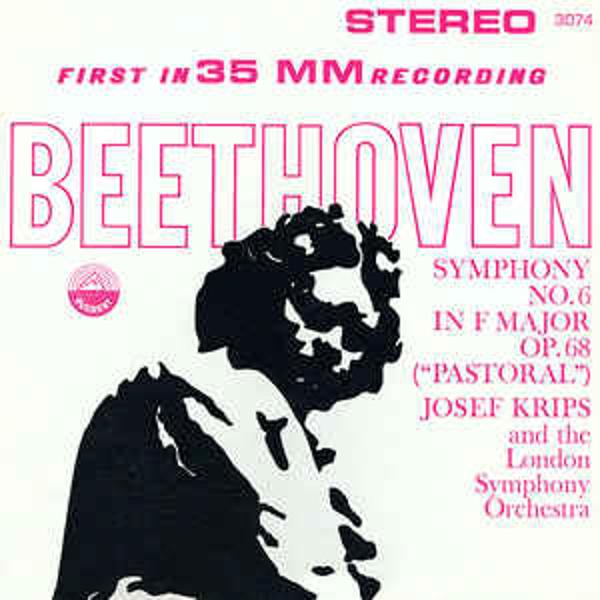 STEREO 3074
FIRST IN 35 MM RECORDING
BEETHOVEN
SYMPHONY
NO. 6
IN F MAJOR
OP. 68
("PASTORAL")
JOSEF KRIPS
and the
London
Symphony
Orchestra
EVEREST